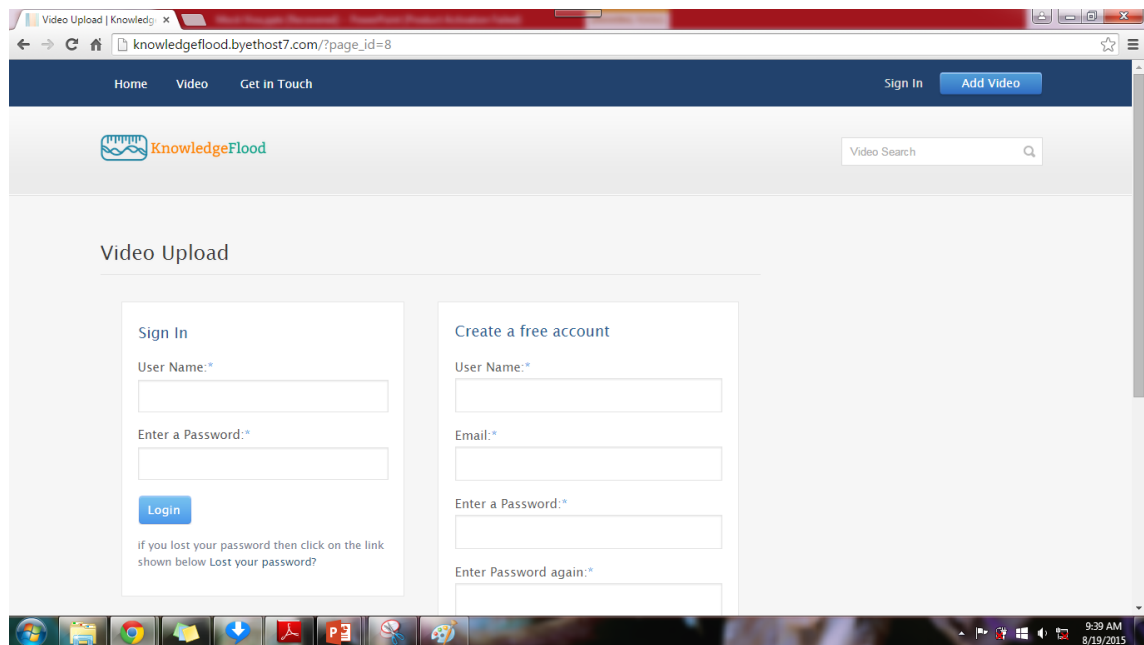 Video Upload | Knowledg
knowledgeflood.byethost7.com/?page_id=8
Home Video Get in Touch Sign In Add Video
KnowledgeFlood
Video Search
Video Upload
Sign In
User Name:*
Enter a Password:*
Login
if you lost your password then click on the link
shown below Lost your password?
Create a free account
User Name:*
Email:*
Enter a Password:*
Enter Password again:*
9:39 AM
8/19/2015